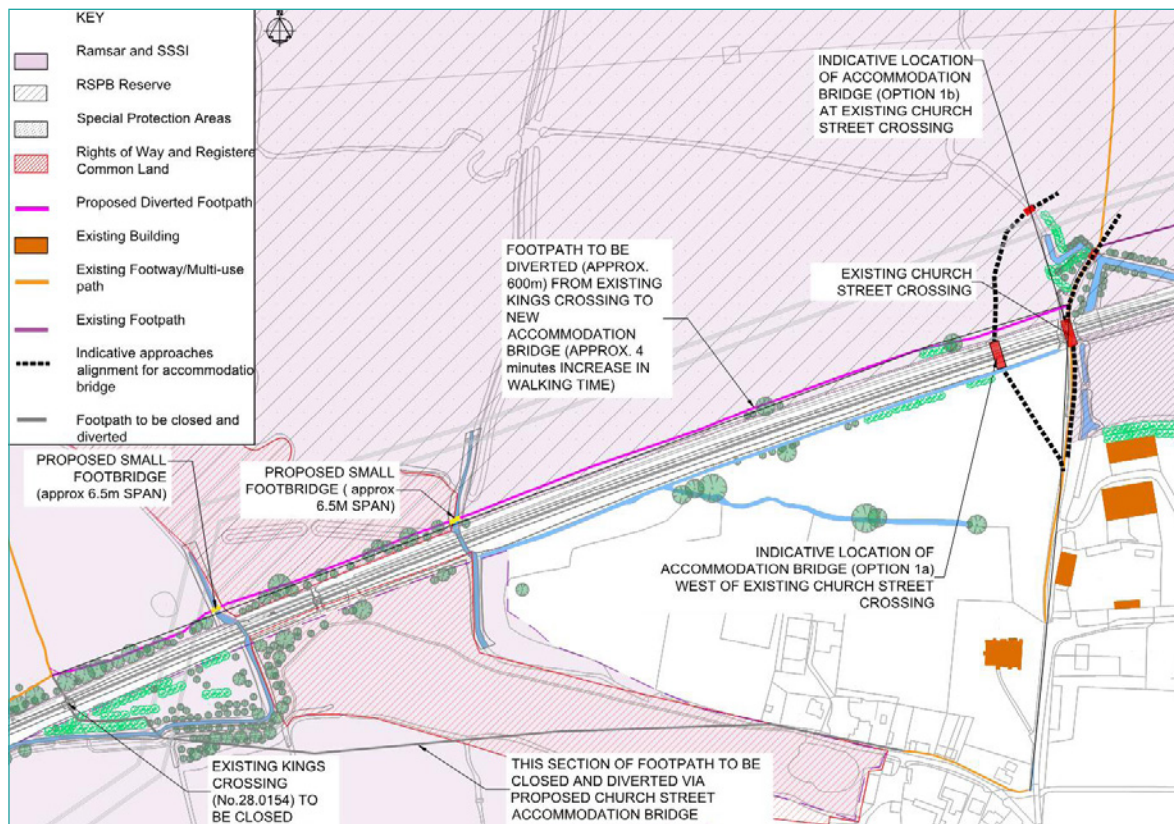 KEY
Ramsar and SSSI
RSPB Reserve
Special Protection Areas
Rights of Way and Registere
Common Land
Proposed Diverted Footpath
Existing Building
Existing Footway/Multi-use
path
Existing Footpath
Indicative approaches
alignment for accommodatio
bridge
Footpath to be closed and
diverted
INDICATIVE LOCATION
OF ACCOMMODATION
BRIDGE (OPTION 1b)
AT EXISTING CHURCH
STREET CROSSING
FOOTPATH TO BE
DIVERTED (APPROX.
600m) FROM EXISTING
KINGS CROSSING TO
NEW
ACCOMMODATION
BRIDGE (APPROX. 4
minutes INCREASE IN
WALKING TIME)
EXISTING CHURCH
STREET CROSSING
PROPOSED SMALL
FOOTBRIDGE
(approx 6.5m SPAN)
PROPOSED SMALL
FOOTBRIDGE ( approx
6.5M SPAN)
INDICATIVE LOCATION OF
ACCOMMODATION BRIDGE (OPTION 1a)
WEST OF EXISTING CHURCH STREET
CROSSING
EXISTING KINGS
CROSSING
(No.28.0154) TO
BE CLOSED
THIS SECTION OF FOOTPATH TO BE
CLOSED AND DIVERTED VIA
PROPOSED CHURCH STREET
ACCOMMODATION BRIDGE